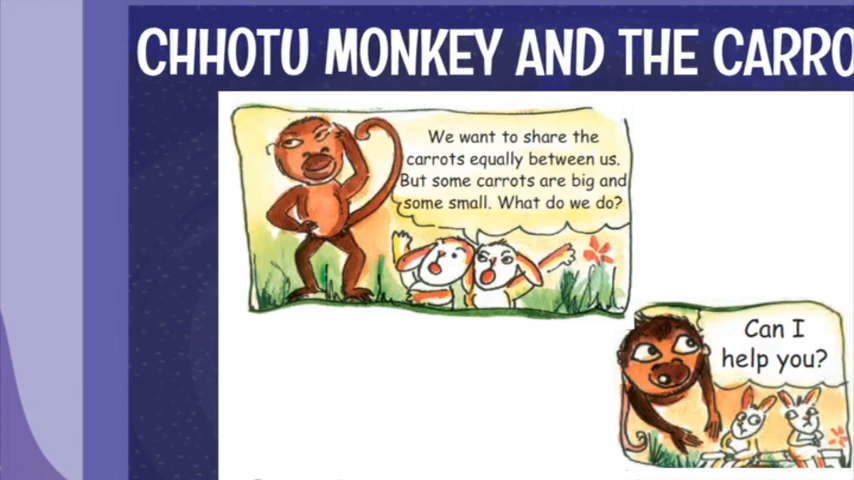 CHHOTU MONKEY AND THE CARRO
We want to share the
carrots equally between us.
But some carrots are big and
some small. What do we do?
Can I
help you?